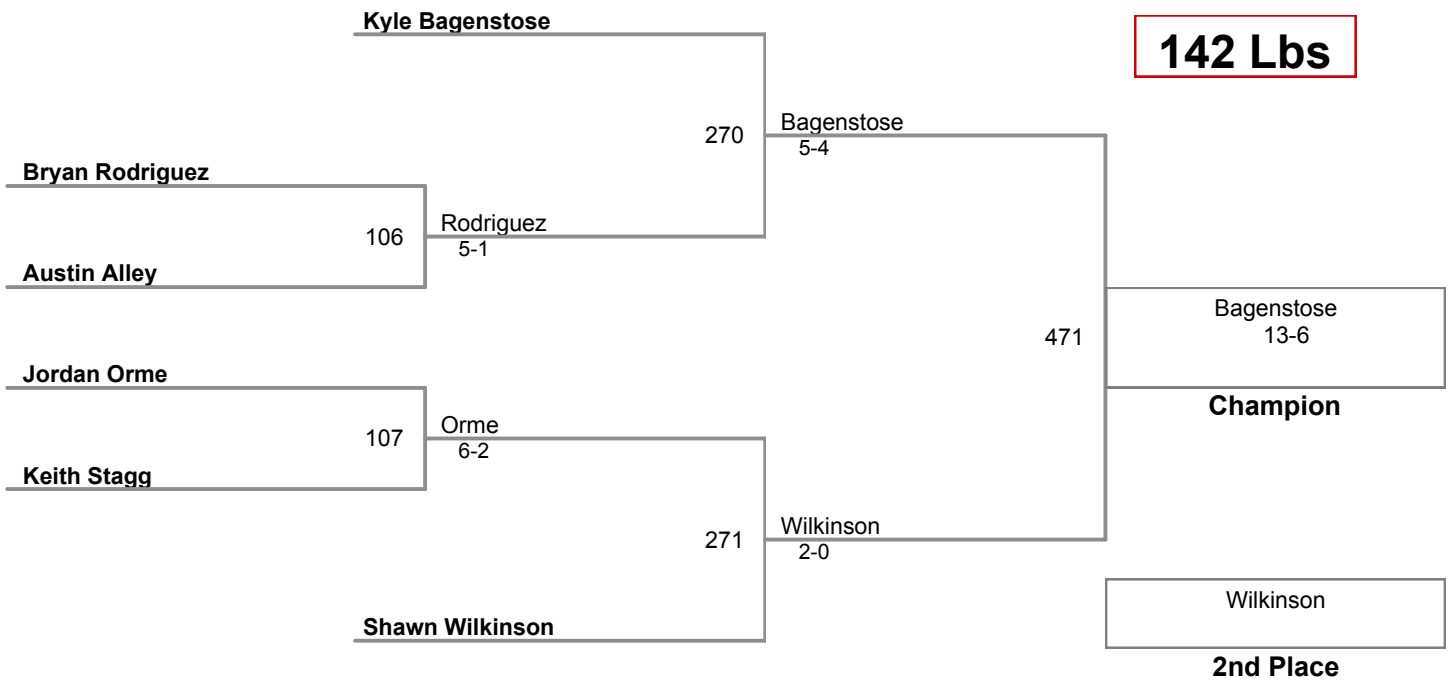 Kyle Bagenstose
142 Lbs
270
Bagenstose
5-4
Bryan Rodriguez
106
Rodriguez
5-1
Austin Alley
471
Bagenstose
13-6
Champion
Jordan Orme
107
Orme
6-2
Keith Stagg
271
Wilkinson
2-0
Shawn Wilkinson
Wilkinson
2nd Place